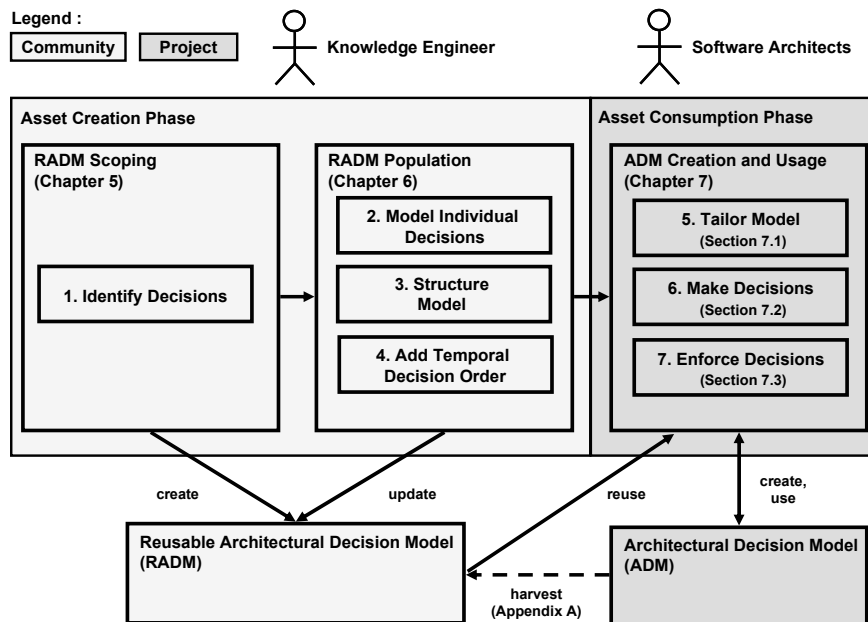 Legend :
Community
Project
Knowledge Engineer
Software Architects
Asset Creation Phase
Asset Consumption Phase
RADM Scoping
(Chapter 5)
1. Identify Decisions
RADM Population
(Chapter 6)
2. Model Individual
Decisions
3. Structure
Model
4. Add Temporal
Decision Order
ADM Creation and Usage
(Chapter 7)
5. Tailor Model
(Section 7.1)
6. Make Decisions
(Section 7.2)
7. Enforce Decisions
(Section 7.3)
create
update
reuse
create,
use
Reusable Architectural Decision Model
(RADM)
harvest
(Appendix A)
Architectural Decision Model
(ADM)